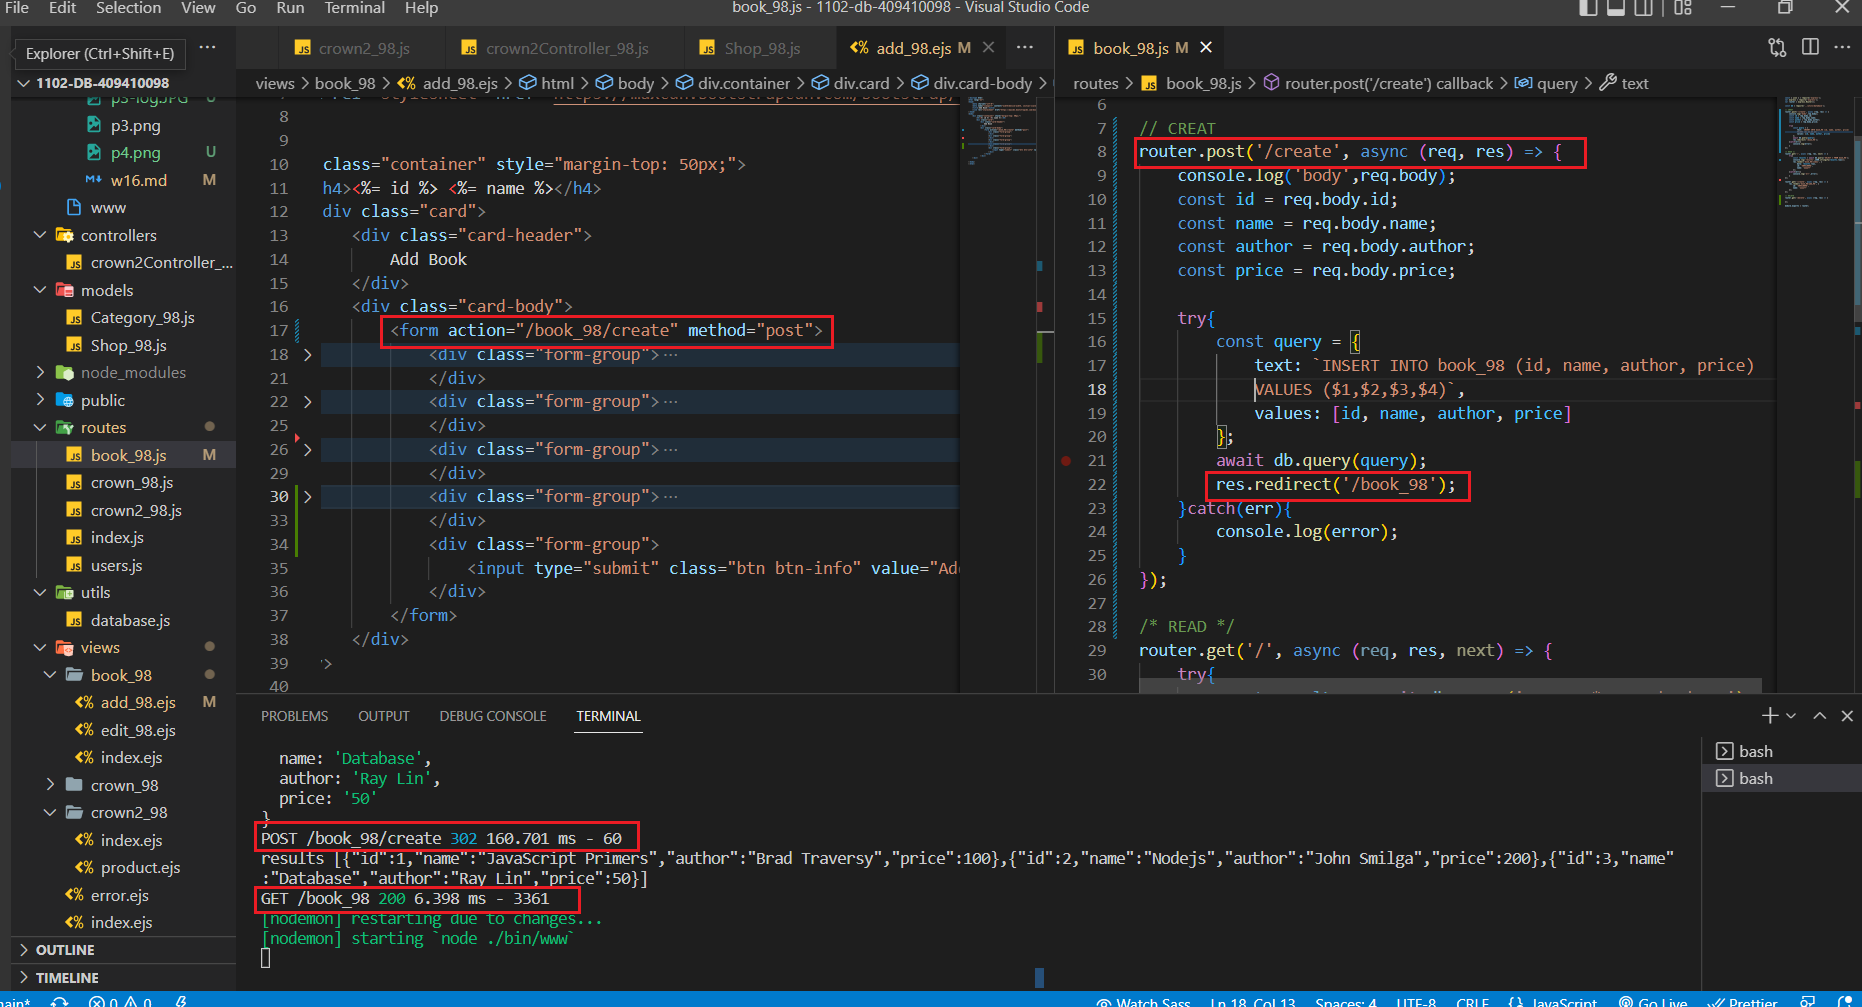 File Edit Selection View Go Run Terminal Help
book_98.js - 1102-db-409410098 - Visual Studio Code
Explorer (Ctrl+Shift+E)
1102-DB-409410098
p3-log.JPG U
p3.png
p4.png U
w16.md M
www
controllers
crown2Controller_...
models
Category_98.js
Shop_98.js
node_modules
public
routes
book_98.js M
crown_98.js
crown2_98.js
index.js
users.js
utils
database.js
views
book_98
add_98.ejs M
edit_98.ejs
index.ejs
crown_98
crown2_98
index.ejs
product.ejs
error.ejs
index.ejs
OUTLINE
TIMELINE
crown2_98.js crown2Controller_98.js Shop_98.js add_98.ejs M
views > book_98 > add_98.ejs > html > body > div.container > div.card > div.card-body >
8
9
10 class="container" style="margin-top: 50px;">
11 h4><%= id %> <%= name %></h4>
12 div class="card">
13 <div class="card-header">
14 Add Book
15 </div>
16 <div class="card-body">
17 <form action="/book_98/create" method="post">
18 <div class="form-group">…
21 </div>
22 <div class="form-group">…
25 </div>
26 <div class="form-group">…
29 </div>
30 <div class="form-group">…
33 </div>
34 <div class="form-group">
35 <input type="submit" class="btn btn-info" value="Add
36 </div>
37 </form>
38 </div>
39 >
40
book_98.js M
routes > book_98.js > router.post('/create') callback > query > text
6
7 // CREAT
8 router.post('/create', async (req, res) => {
9 console.log('body',req.body);
10 const id = req.body.id;
11 const name = req.body.name;
12 const author = req.body.author;
13 const price = req.body.price;
14
15 try{
16 const query = {
17 text: `INSERT INTO book_98 (id, name, author, price)
18 VALUES ($1,$2,$3,$4)`,
19 values: [id, name, author, price]
20 };
21 await db.query(query);
22 res.redirect('/book_98');
23 }catch(err){
24 console.log(error);
25 }
26 });
27
28 /* READ */
29 router.get('/', async (req, res, next) => {
30 try{
PROBLEMS OUTPUT DEBUG CONSOLE TERMINAL
name: 'Database',
author: 'Ray Lin',
price: '50'
}
POST /book_98/create 302 160.701 ms - 60
results [{"id":1,"name":"JavaScript Primers","author":"Brad Traversy","price":100},{"id":2,"name":"Nodejs","author":"John Smilga","price":200},{"id":3,"name"
:"Database","author":"Ray Lin","price":50}]
GET /book_98 200 6.398 ms - 3361
[nodemon] restarting due to changes...
[nodemon] starting `node ./bin/www`
bash
bash
main* 0 0 Watch Sass Ln 18, Col 13 Spaces: 4 UTF-8 CRLF JavaScript Go Live Prettier